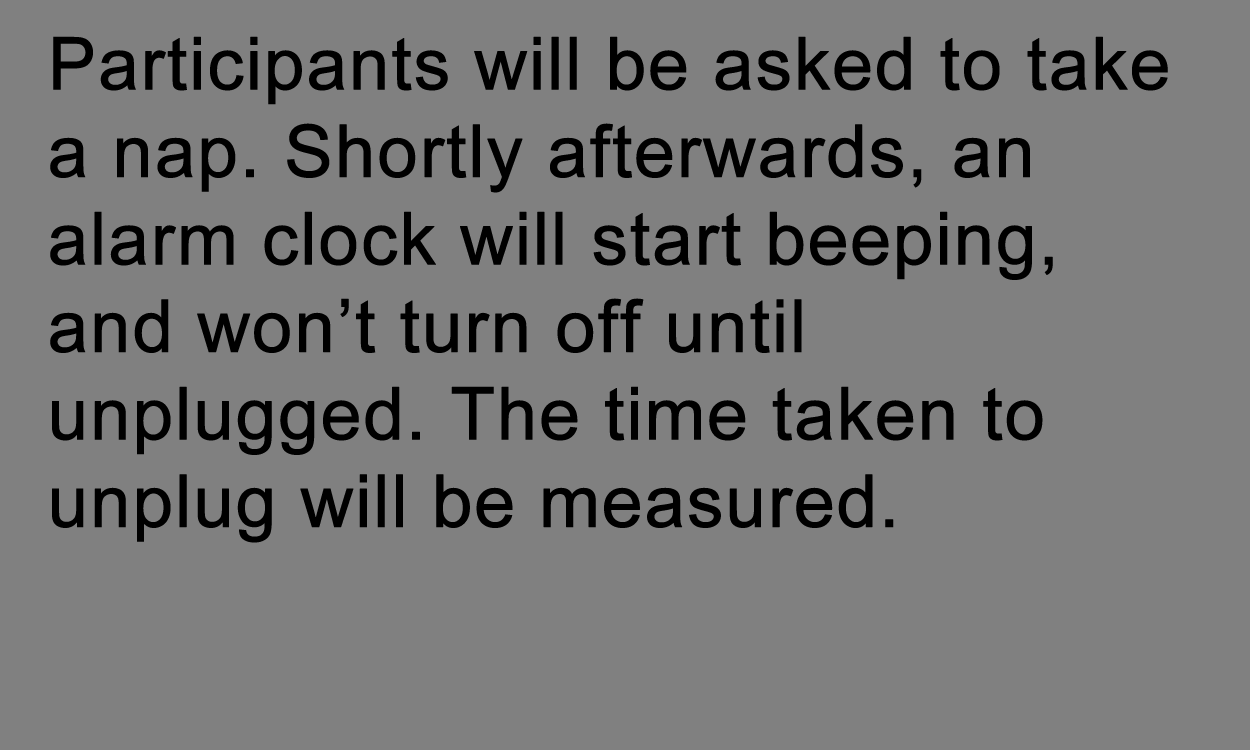 Participants will be asked to take
a nap. Shortly afterwards, an
alarm clock will start beeping,
and won’t turn off until
unplugged. The time taken to
unplug will be measured.